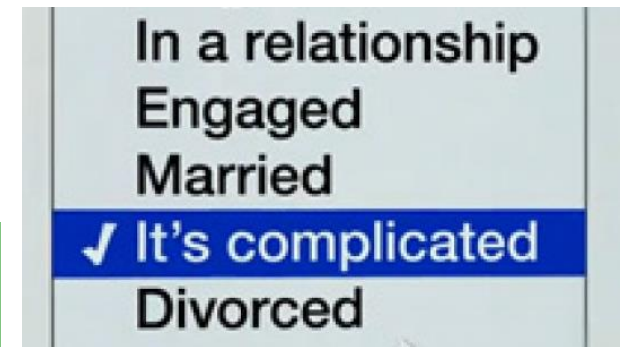 In a relationship
Engaged
Married
✓ It's complicated
Divorced